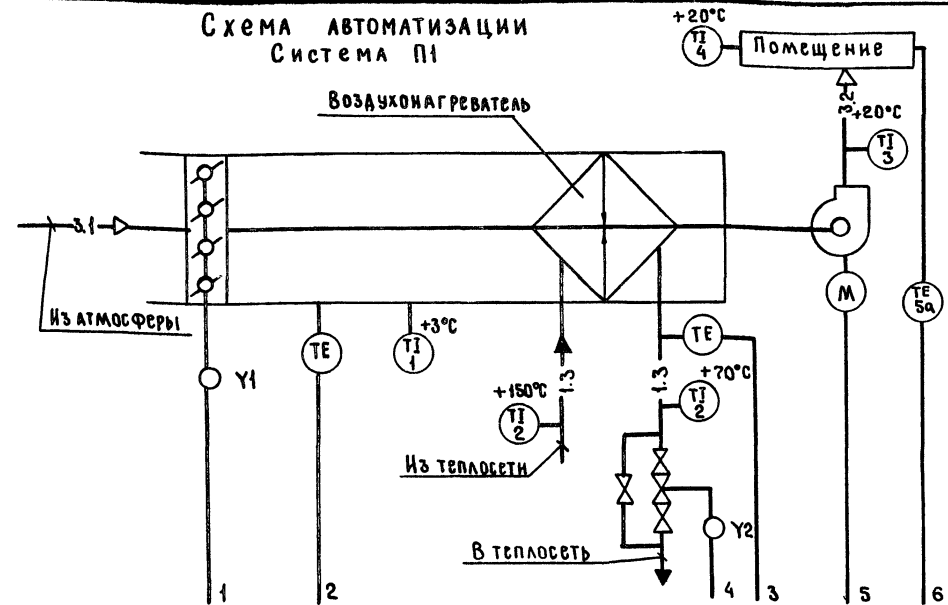 Схема автоматизации
Система П1
+20°C
TI
4
Помещение
Воздухонагреватель
3.2
+20°C
TI
3
3.1
Из атмосферы
M
TE
5а
TE
+3°C
TI
1
TE
Y1
1.3
1.3
+150°C
TI
2
+70°C
TI
2
Из теплосети
Y2
В теплосеть
1
2
4
3
5
6